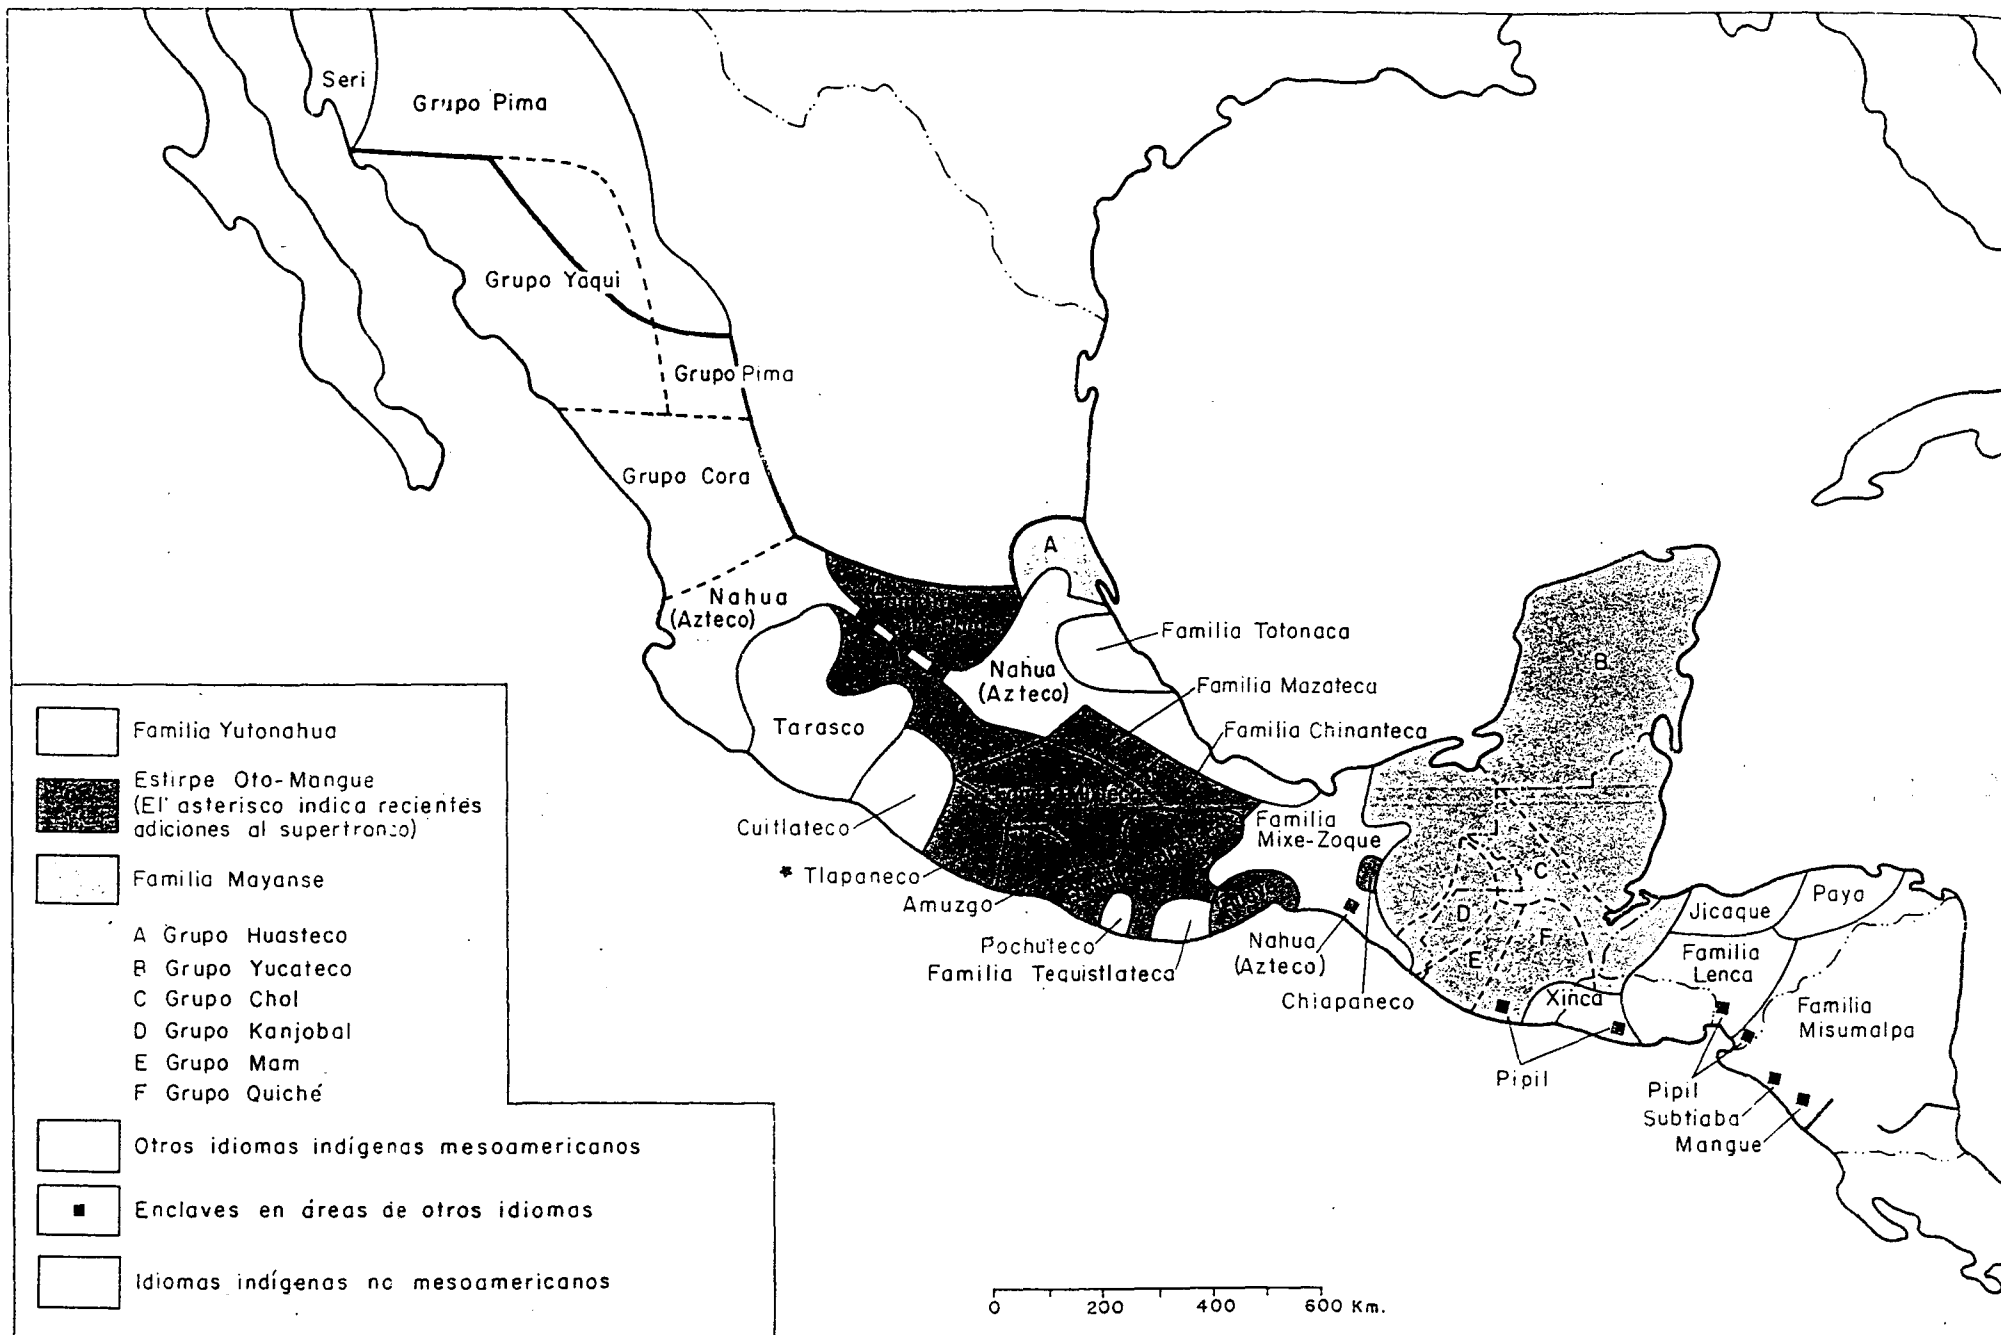 Seri
Grupo Pima
Grupo Yaqui
Grupo Pima
Grupo Cora
Nahua
(Azteco)
A
Familia Totonaca
Nahua
(Azteco)
Familia Mazateca
Familia Chinanteca
Tarasco
B
Cuitlateco
* Tlapaneco
Amuzgo
Pochuteco
Familia Tequistlateca
Familia
Mixe-Zoque
Nahua
(Azteco)
Chiapaneco
C
D
E
F
Xinca
Jicaque
Paya
Familia
Lenca
Familia
Misumalpa
Pipil
Pipil
Subtiaba
Mangue
Familia Yutonahua
Estirpe Oto-Mangue
(El asterisco indica recientes
adiciones al supertronco)
Familia Mayanse
A Grupo Huasteco
B Grupo Yucateco
C Grupo Chol
D Grupo Kanjobal
E Grupo Mam
F Grupo Quiché
Otros idiomas indígenas mesoamericanos
Enclaves en áreas de otros idiomas
Idiomas indígenas no mesoamericanos
0 200 400 600 Km.